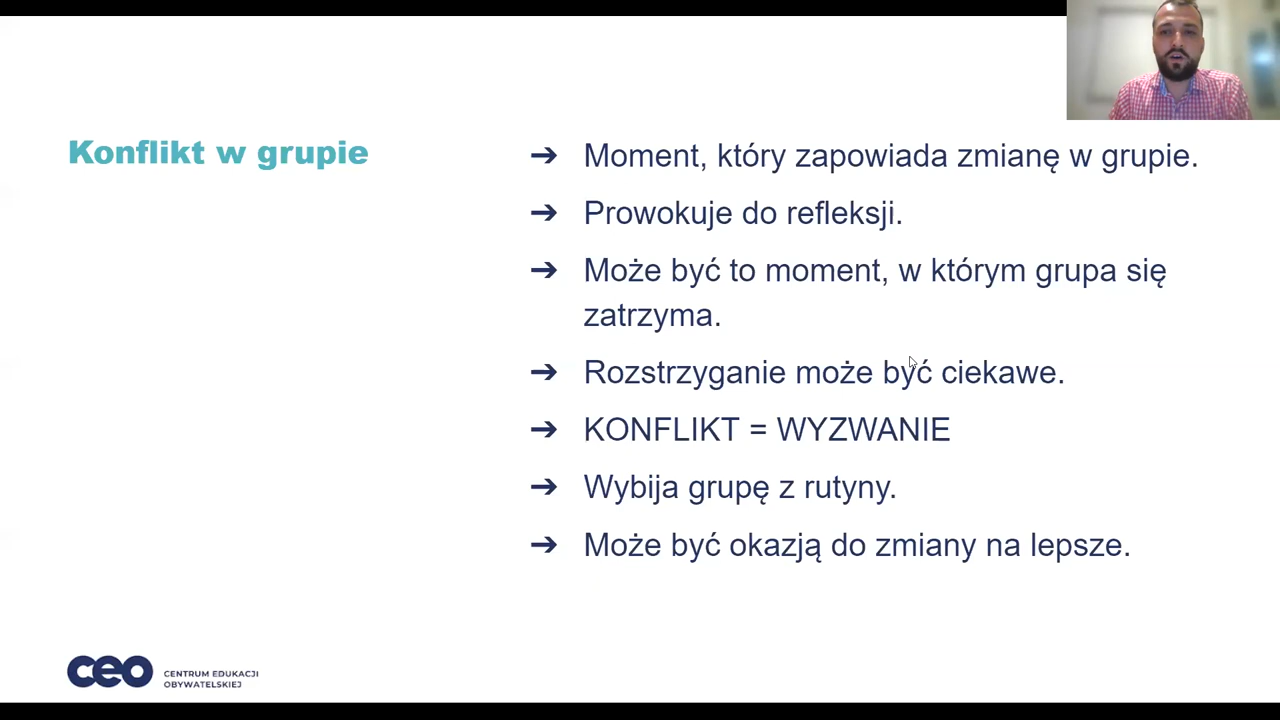 Konflikt w grupie
➔ Moment, który zapowiada zmianę w grupie.
➔ Prowokuje do refleksji.
➔ Może być to moment, w którym grupa się
zatrzyma.
➔ Rozstrzyganie może być ciekawe.
➔ KONFLIKT = WYZWANIE
➔ Wybija grupę z rutyny.
➔ Może być okazją do zmiany na lepsze.
ceo
CENTRUM EDUKACJI
OBYWATELSKIEJ